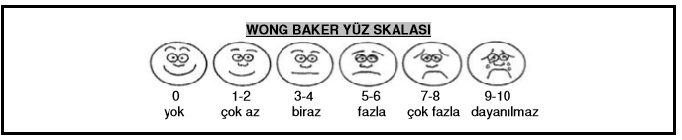 WONG BAKER YÜZ SKALASI
0 1-2 3-4 5-6 7-8 9-10
yok çok az biraz fazla çok fazla dayanılmaz